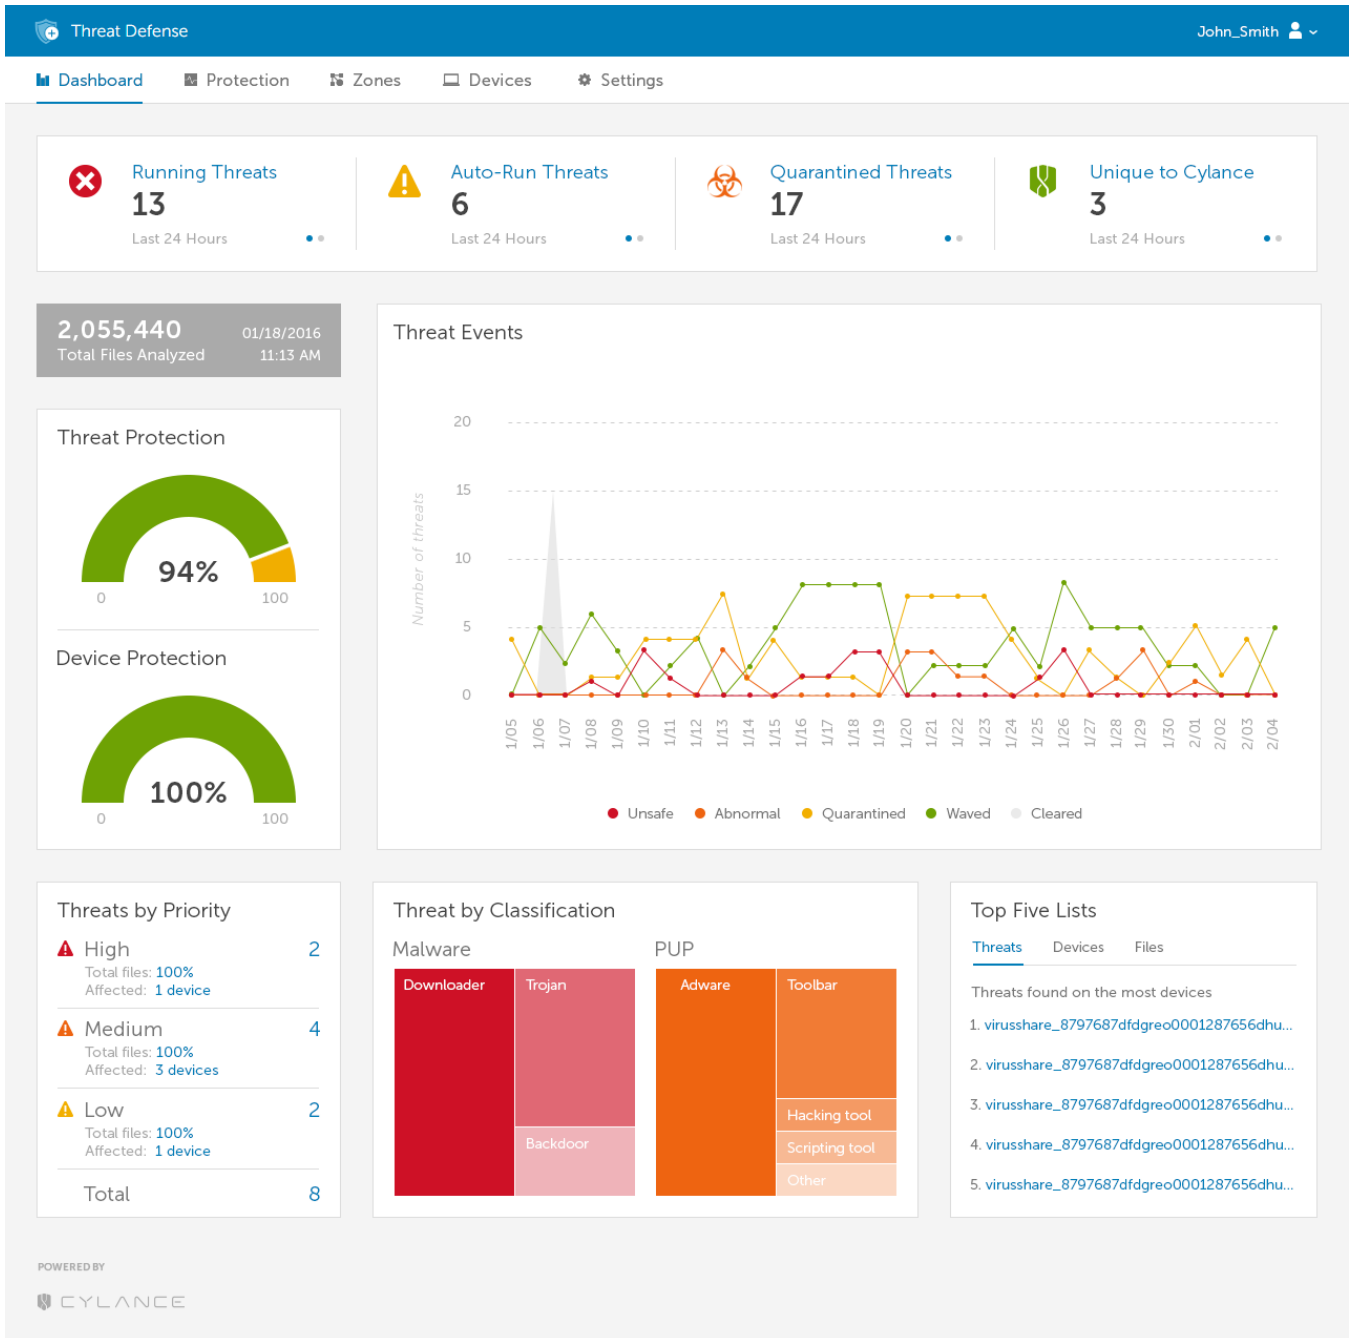 Threat Defense
John_Smith
Dashboard Protection Zones Devices Settings
Running Threats
13
Last 24 Hours
Auto-Run Threats
6
Last 24 Hours
Quarantined Threats
17
Last 24 Hours
Unique to Cylance
3
Last 24 Hours
2,055,440 01/18/2016
Total Files Analyzed 11:13 AM
Threat Protection
94%
0 100
Device Protection
100%
0 100
Threat Events
Number of threats
20
15
10
5
0
1/05 1/06 1/07 1/08 1/09 1/10 1/11 1/12 1/13 1/14 1/15 1/16 1/17 1/18 1/19 1/20 1/21 1/22 1/23 1/24 1/25 1/26 1/27 1/28 1/29 1/30 2/01 2/02 2/03 2/04
Unsafe Abnormal Quarantined Waved Cleared
Threats by Priority
High 2
Total files: 100%
Affected: 1 device
Medium 4
Total files: 100%
Affected: 3 devices
Low 2
Total files: 100%
Affected: 1 device
Total 8
Threat by Classification
Malware
Downloader
Trojan
Backdoor
PUP
Adware
Toolbar
Hacking tool
Scripting tool
Other
Top Five Lists
Threats Devices Files
Threats found on the most devices
1. virusshare_8797687dfdgreo0001287656dhu...
2. virusshare_8797687dfdgreo0001287656dhu...
3. virusshare_8797687dfdgreo0001287656dhu...
4. virusshare_8797687dfdgreo0001287656dhu...
5. virusshare_8797687dfdgreo0001287656dhu...
POWERED BY
CYLANCE